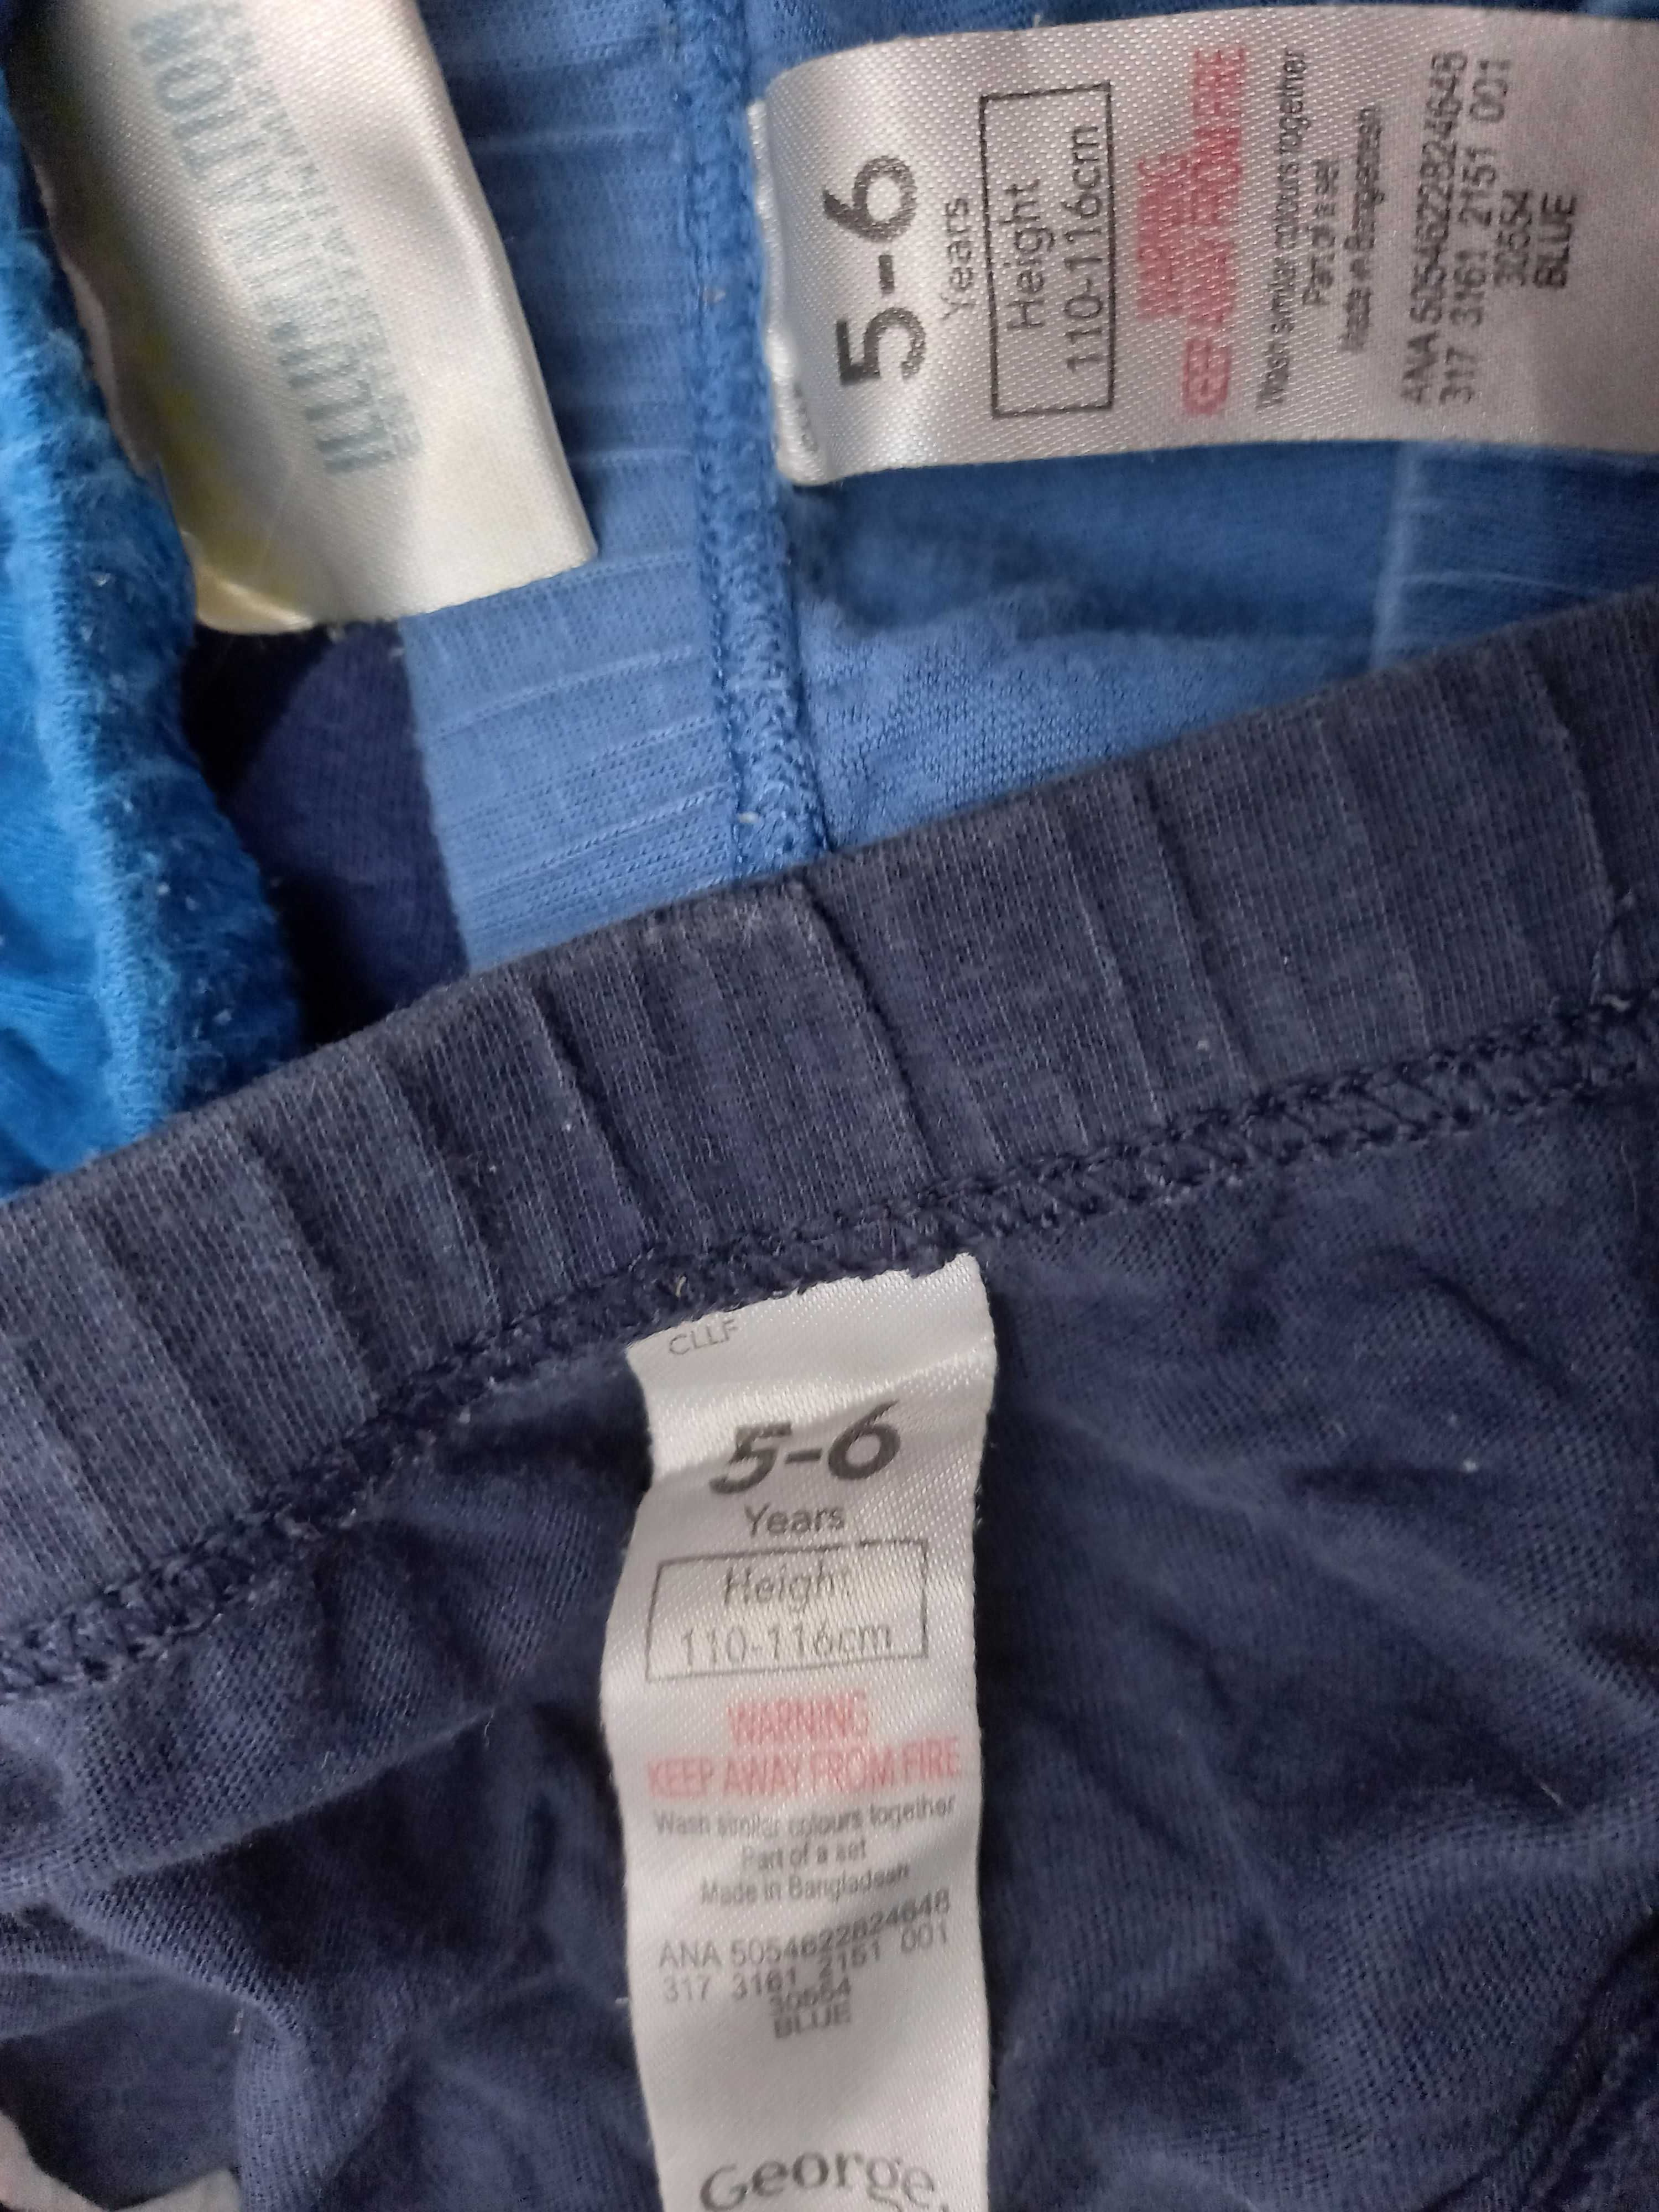 5-6
Years
Height
110-116cm
WARNING
KEEP AWAY FROM FIRE
Wash similar colours together
Part of a set
Made in Bangladesh
ANA 5054622824648
317 3161 2151 001
30554
BLUE
CLLF
5-6
Years
Height
110-116cm
WARNING
KEEP AWAY FROM FIRE
Wash similar colours together
Part of a set
Made in Bangladesh
ANA 5054622824648
317 3161 2151 001
30554
BLUE
George.